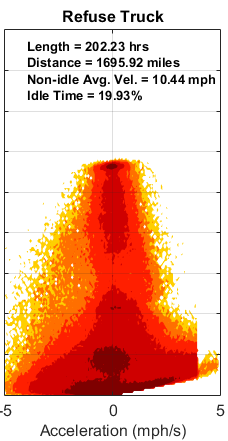 Refuse Truck
Length = 202.23 hrs
Distance = 1695.92 miles
Non-idle Avg. Vel. = 10.44 mph
Idle Time = 19.93%
-5 0 5
Acceleration (mph/s)